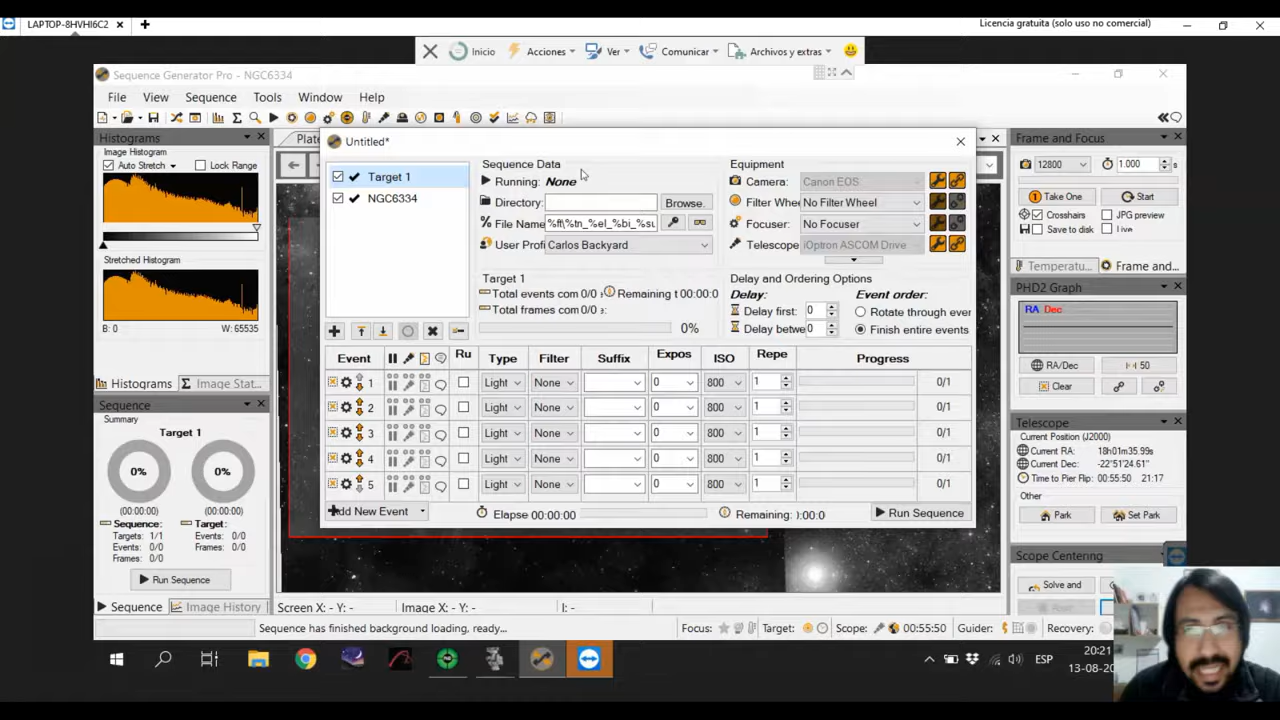 LAPTOP-8HVHI6C2
Licencia gratuita (solo uso no comercial)
Inicio Acciones Ver Comunicar Archivos y extras
Sequence Generator Pro - NGC6334
File View Sequence Tools Window Help
Histograms
Image Histogram
Auto Stretch Lock Range
Stretched Histogram
B: 0 W: 65535
Histograms Image Stat...
Sequence
Summary
Target 1
0% 0%
(00:00:00) (00:00:00)
Sequence: Target:
Targets: 1/1 Events: 0/0
Events: 0/0 Frames: 0/0
Frames: 0/0
Run Sequence
Sequence Image History
Plate
Untitled*
Target 1
NGC6334
Sequence Data
Running: None
Directory: Browse.
File Name %ft\%tn_%el_%bi_%su
User Profi Carlos Backyard
Equipment
Camera: Canon EOS
Filter Whee No Filter Wheel
Focuser: No Focuser
Telescope iOptron ASCOM Drive
Target 1
Total events com 0/0 Remaining t 00:00:0
Total frames com 0/0
0%
Delay and Ordering Options
Delay: Event order:
Delay first: 0 Rotate through ever
Delay betwe 0 Finish entire events
Event Ru Type Filter Suffix Expos ISO Repe Progress
1 Light None 0 800 1 0/1
2 Light None 0 800 1 0/1
3 Light None 0 800 1 0/1
4 Light None 0 800 1 0/1
5 Light None 0 800 1 0/1
Add New Event Elapse 00:00:00 Remaining: ):00:0 Run Sequence
Screen X: - Y: - Image X: - Y: - I: -
Frame and Focus
12800 1.000 s
Take One Start
Crosshairs JPG preview
Save to disk Live
Temperatu... Frame and...
PHD2 Graph
RA Dec
RA/Dec 50
Clear
Telescope
Current Position (J2000)
Current RA: 18h01m35.99s
Current Dec: -22°51'24.61"
Time to Pier Flip: 00:55:50 21:17
Other
Park Set Park
Scope Centering
Solve and
Sequence has finished background loading, ready... Focus: Target: Scope: 00:55:50 Guider: Recovery:
ESP
20:21
13-08-20